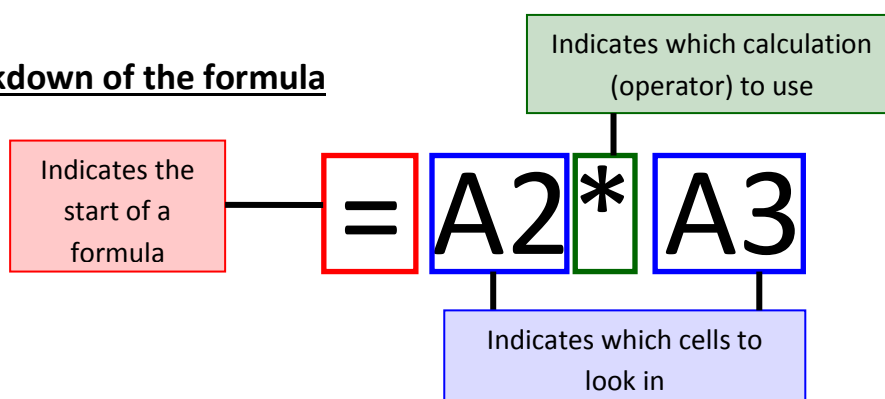 Indicates which calculation
(operator) to use
kdown of the formula
Indicates the
start of a
formula
= A2 * A3
Indicates which cells to
look in